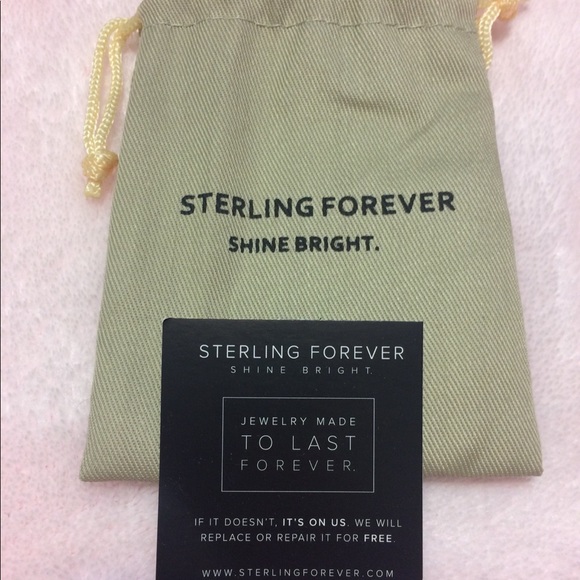 STERLING FOREVER
SHINE BRIGHT.
STERLING FOREVER
SHINE BRIGHT.
JEWELRY MADE
TO LAST
FOREVER.
IF IT DOESN'T, IT'S ON US. WE WILL
REPLACE OR REPAIR IT FOR FREE.
WWW.STERLINGFOREVER.COM